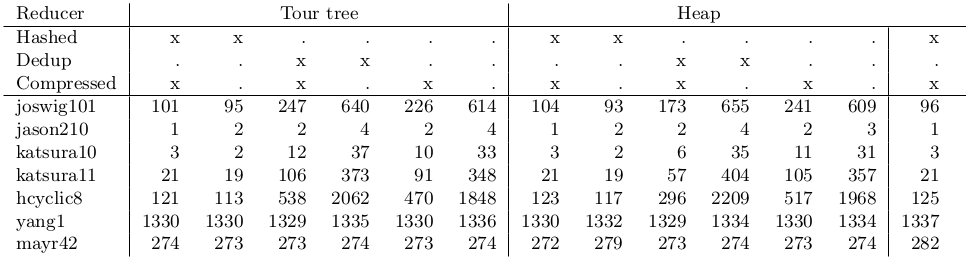 Reducer Tour tree Heap
Hashed x x . . . . x x . . . . x
Dedup . . x x . . . . x x . . .
Compressed x . x . x . x . x . x . x
joswig101 101 95 247 640 226 614 104 93 173 655 241 609 96
jason210 1 2 2 4 2 4 1 2 2 4 2 3 1
katsura10 3 2 12 37 10 33 3 2 6 35 11 31 3
katsura11 21 19 106 373 91 348 21 19 57 404 105 357 21
hcyclic8 121 113 538 2062 470 1848 123 117 296 2209 517 1968 125
yang1 1330 1330 1329 1335 1330 1336 1330 1332 1329 1334 1330 1334 1337
mayr42 274 273 273 274 273 274 272 279 273 274 273 274 282